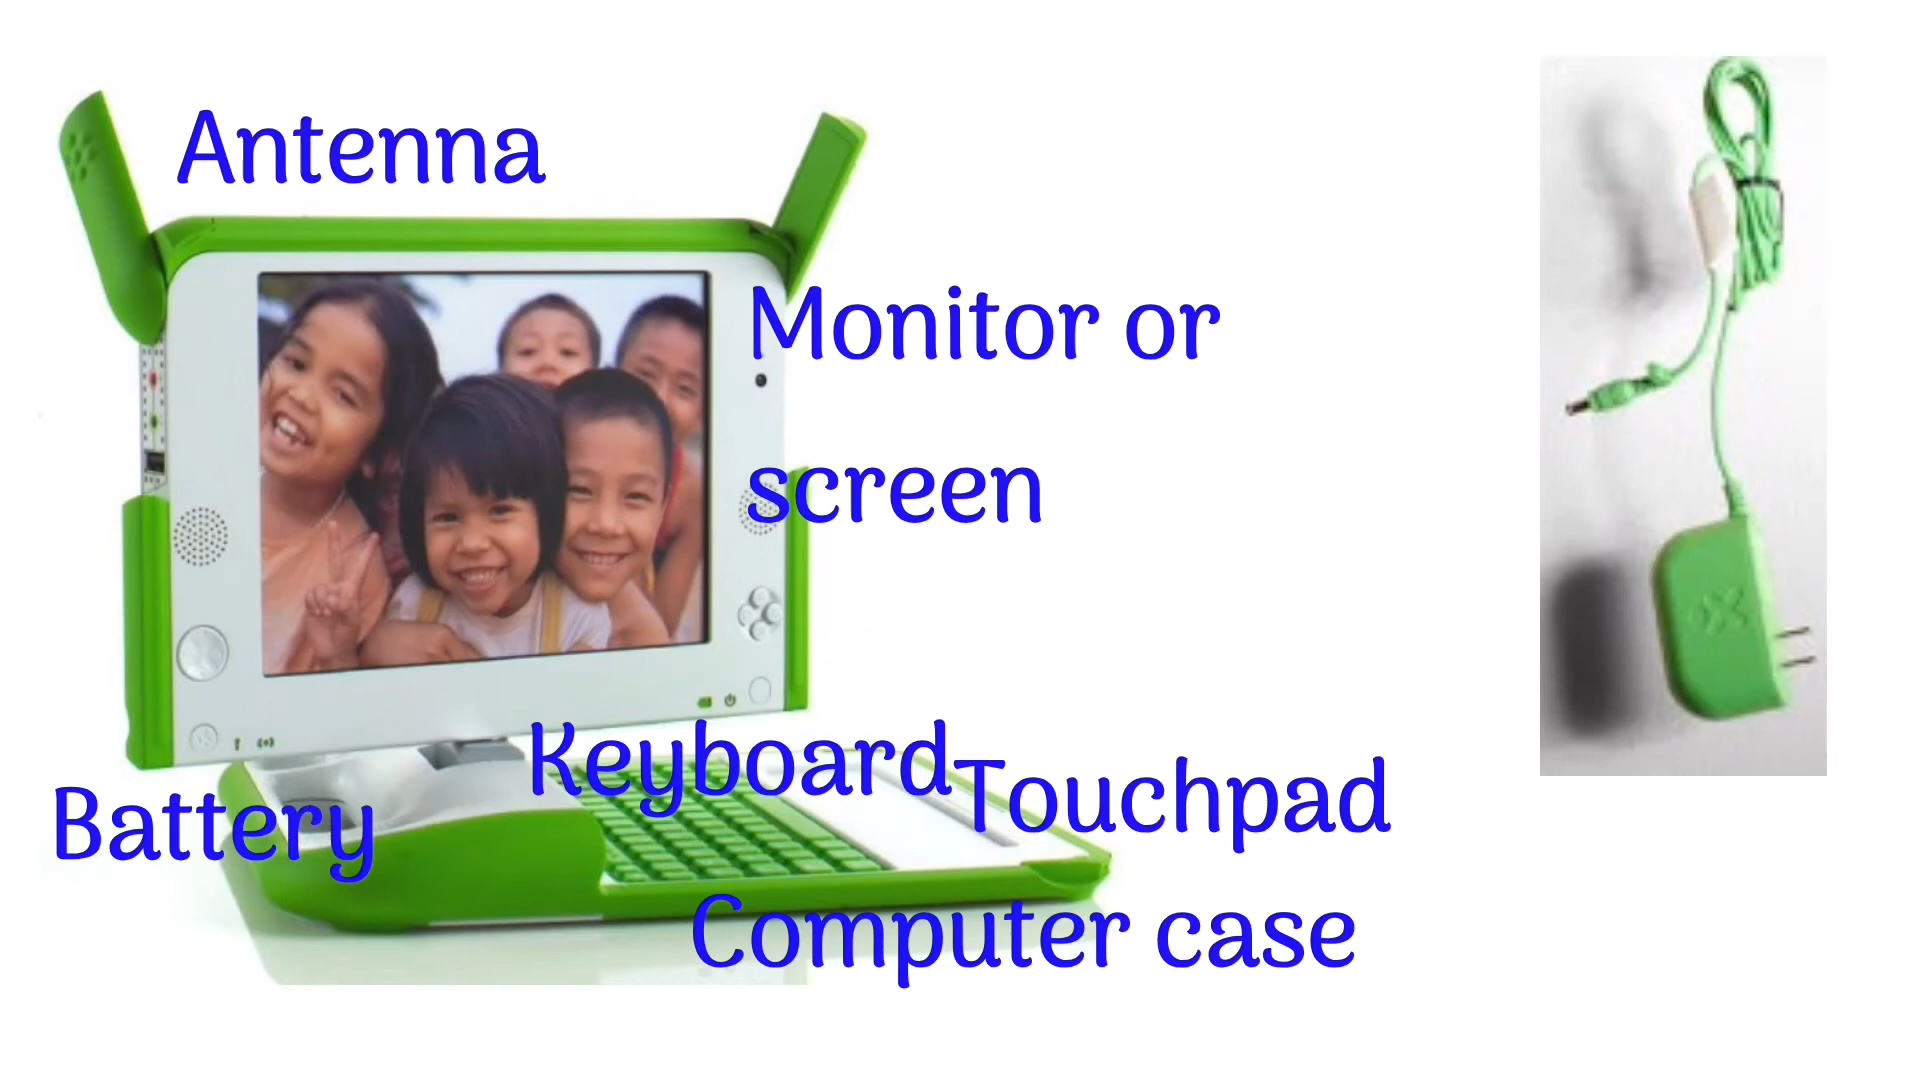 Antenna
Monitor or
screen
Keyboard
Touchpad
Battery
Computer case